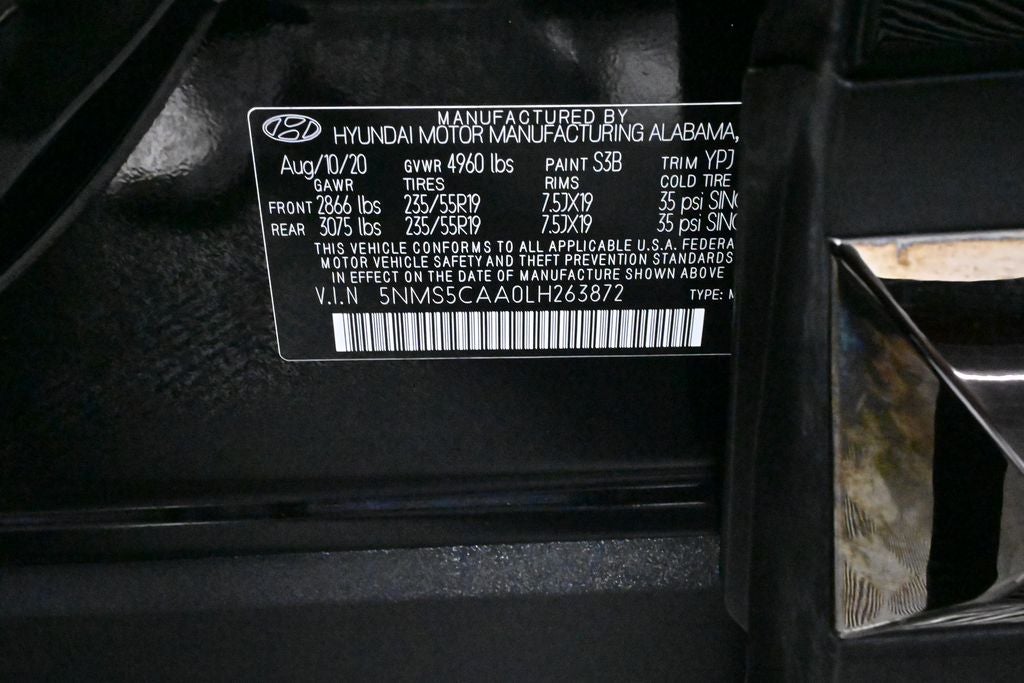 MANUFACTURED BY
HYUNDAI MOTOR MANUFACTURING ALABAMA,
Aug/10/20 GVWR 4960 lbs PAINT S3B TRIM YPJ
GAWR TIRES RIMS COLD TIRE
FRONT 2866 lbs 235/55R19 7.5JX19 35 psi
REAR 3075 lbs 235/55R19 7.5JX19 35 psi
THIS VEHICLE CONFORMS TO ALL APPLICABLE U.S.A. FEDERA
MOTOR VEHICLE SAFETY AND THEFT PREVENTION STANDARDS
IN EFFECT ON THE DATE OF MANUFACTURE SHOWN ABOVE
V.I.N 5NMS5CAA0LH263872 TYPE: